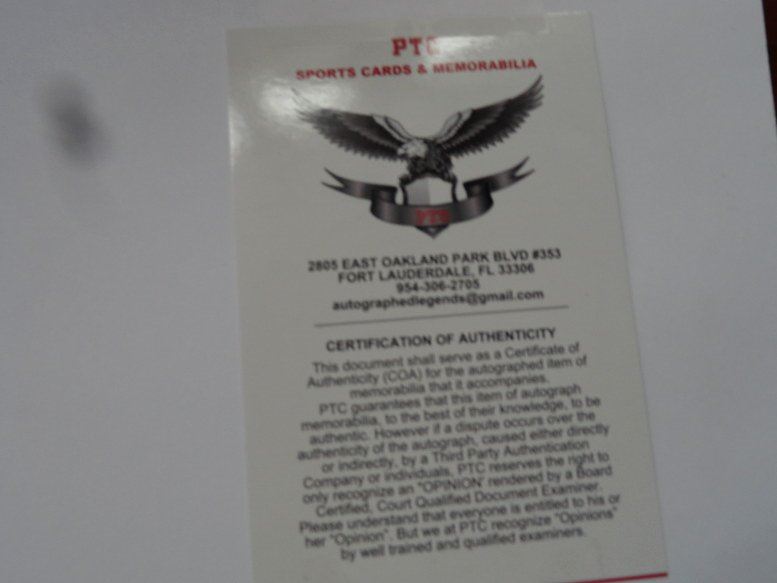 PTC
SPORTS CARDS & MEMORABILIA
PTC
2805 EAST OAKLAND PARK BLVD #353
FORT LAUDERDALE, FL 33306
954-306-2705
autographedlegends@gmail.com
CERTIFICATION OF AUTHENTICITY
This document shall serve as a Certificate of
Authenticity (COA) for the autographed item of
memorabilia that it accompanies.
PTC guarantees that this item of autograph
memorabilia, to the best of their knowledge, to be
authentic. However if a dispute occurs over the
authenticity of the autograph, caused either directly
or indirectly, by a Third Party Authentication
Company or individuals, PTC reserves the right to
only recognize an "OPINION' rendered by a Board
Certified, Court Qualified Document Examiner.
Please understand that everyone is entitled to his or
her "Opinion". But we at PTC recognize "Opinions"
by well trained and qualified examiners.